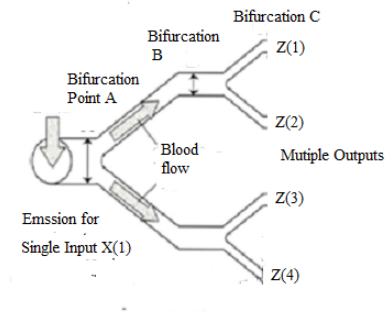 Bifurcation C
Bifurcation
B
Z(1)
Bifurcation
Point A
Z(2)
Blood
flow
Mutiple Outputs
Z(3)
Emssion for
Single Input X(1)
Z(4)